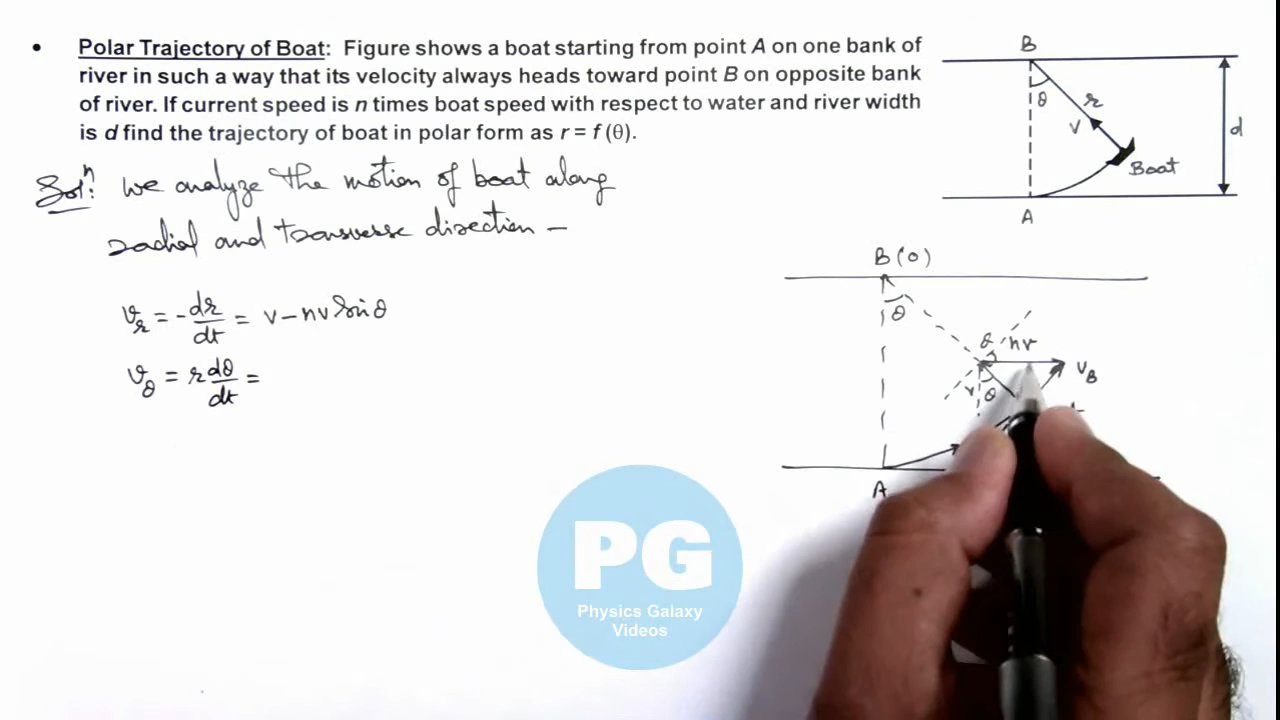 • Polar Trajectory of Boat: Figure shows a boat starting from point A on one bank of
river in such a way that its velocity always heads toward point B on opposite bank
of river. If current speed is n times boat speed with respect to water and river width
is d find the trajectory of boat in polar form as r = f (θ).
B
θ
r
v
d
Boat
A
Solⁿ: We analyze the motion of boat along
radial and transverse direction –
v_r = -dr/dt = v - nv sinθ
v_θ = r dθ/dt =
B (0)
θ
θ nv
v_B
v θ
A
PG
Physics Galaxy
Videos